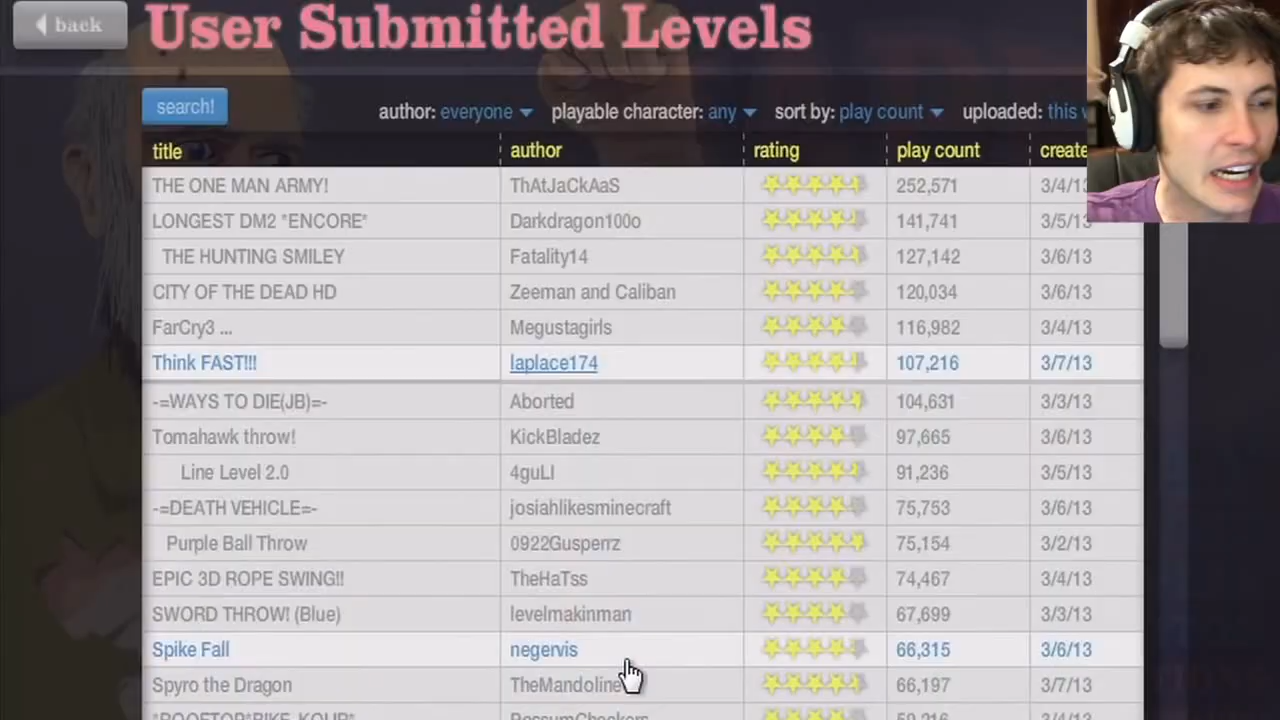 back
User Submitted Levels
search!
author: everyone playable character: any sort by: play count uploaded: this
title author rating play count create
THE ONE MAN ARMY! ThAtJaCkAaS 252,571 3/4/13
LONGEST DM2 *ENCORE* Darkdragon100o 141,741 3/5/13
THE HUNTING SMILEY Fatality14 127,142 3/6/13
CITY OF THE DEAD HD Zeeman and Caliban 120,034 3/6/13
FarCry3 ... Megustagirls 116,982 3/4/13
Think FAST!!! laplace174 107,216 3/7/13
-=WAYS TO DIE(JB)=- Aborted 104,631 3/3/13
Tomahawk throw! KickBladez 97,665 3/6/13
Line Level 2.0 4guLI 91,236 3/5/13
-=DEATH VEHICLE=- josiahlikesminecraft 75,753 3/6/13
Purple Ball Throw 0922Gusperrz 75,154 3/2/13
EPIC 3D ROPE SWING!! TheHaTss 74,467 3/4/13
SWORD THROW! (Blue) levelmakinman 67,699 3/3/13
Spike Fall negervis 66,315 3/6/13
Spyro the Dragon TheMandoline 66,197 3/7/13